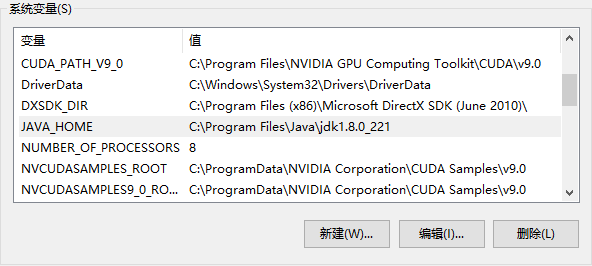 系统变量(S)
变量 值
CUDA_PATH_V9_0 C:\Program Files\NVIDIA GPU Computing Toolkit\CUDA\v9.0
DriverData C:\Windows\System32\Drivers\DriverData
DXSDK_DIR C:\Program Files (x86)\Microsoft DirectX SDK (June 2010)\
JAVA_HOME C:\Program Files\Java\jdk1.8.0_221
NUMBER_OF_PROCESSORS 8
NVCUDASAMPLES_ROOT C:\ProgramData\NVIDIA Corporation\CUDA Samples\v9.0
NVCUDASAMPLES9_0_RO... C:\ProgramData\NVIDIA Corporation\CUDA Samples\v9.0
新建(W)... 编辑(I)... 删除(L)